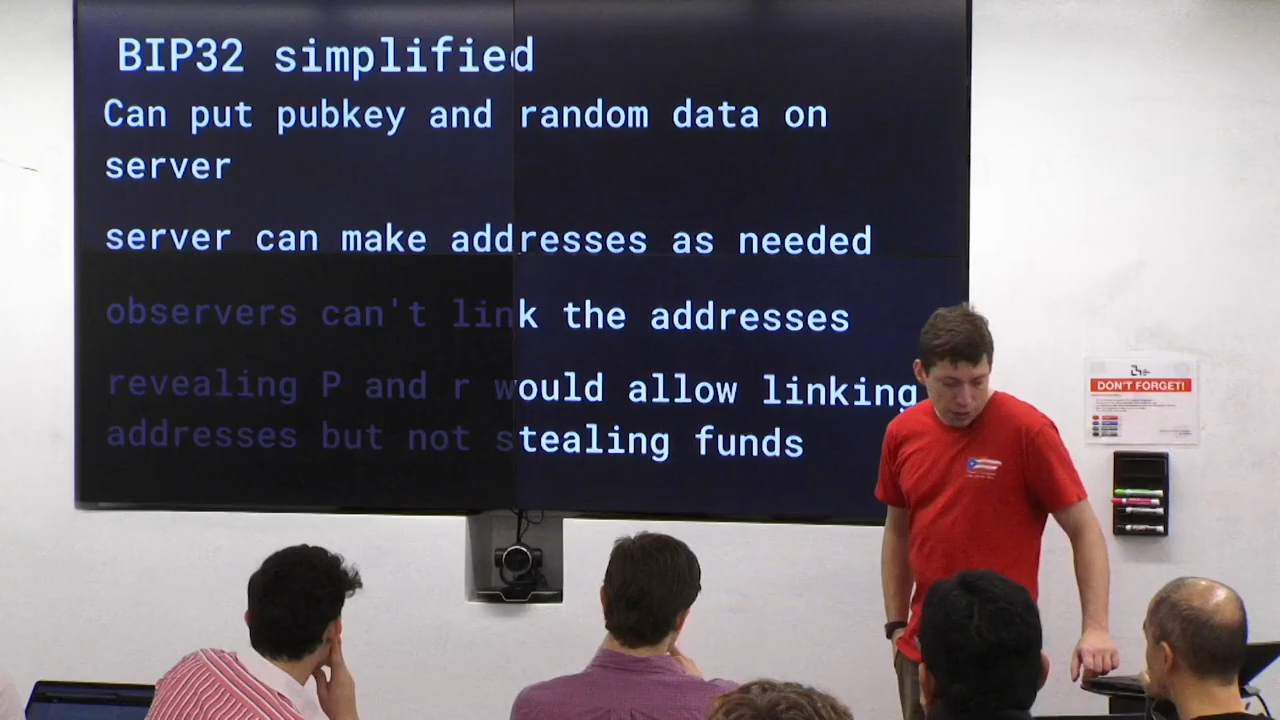 BIP32 simplified
Can put pubkey and random data on
server
server can make addresses as needed
observers can't link the addresses
revealing P and r would allow linking
addresses but not stealing funds
DON'T FORGET!